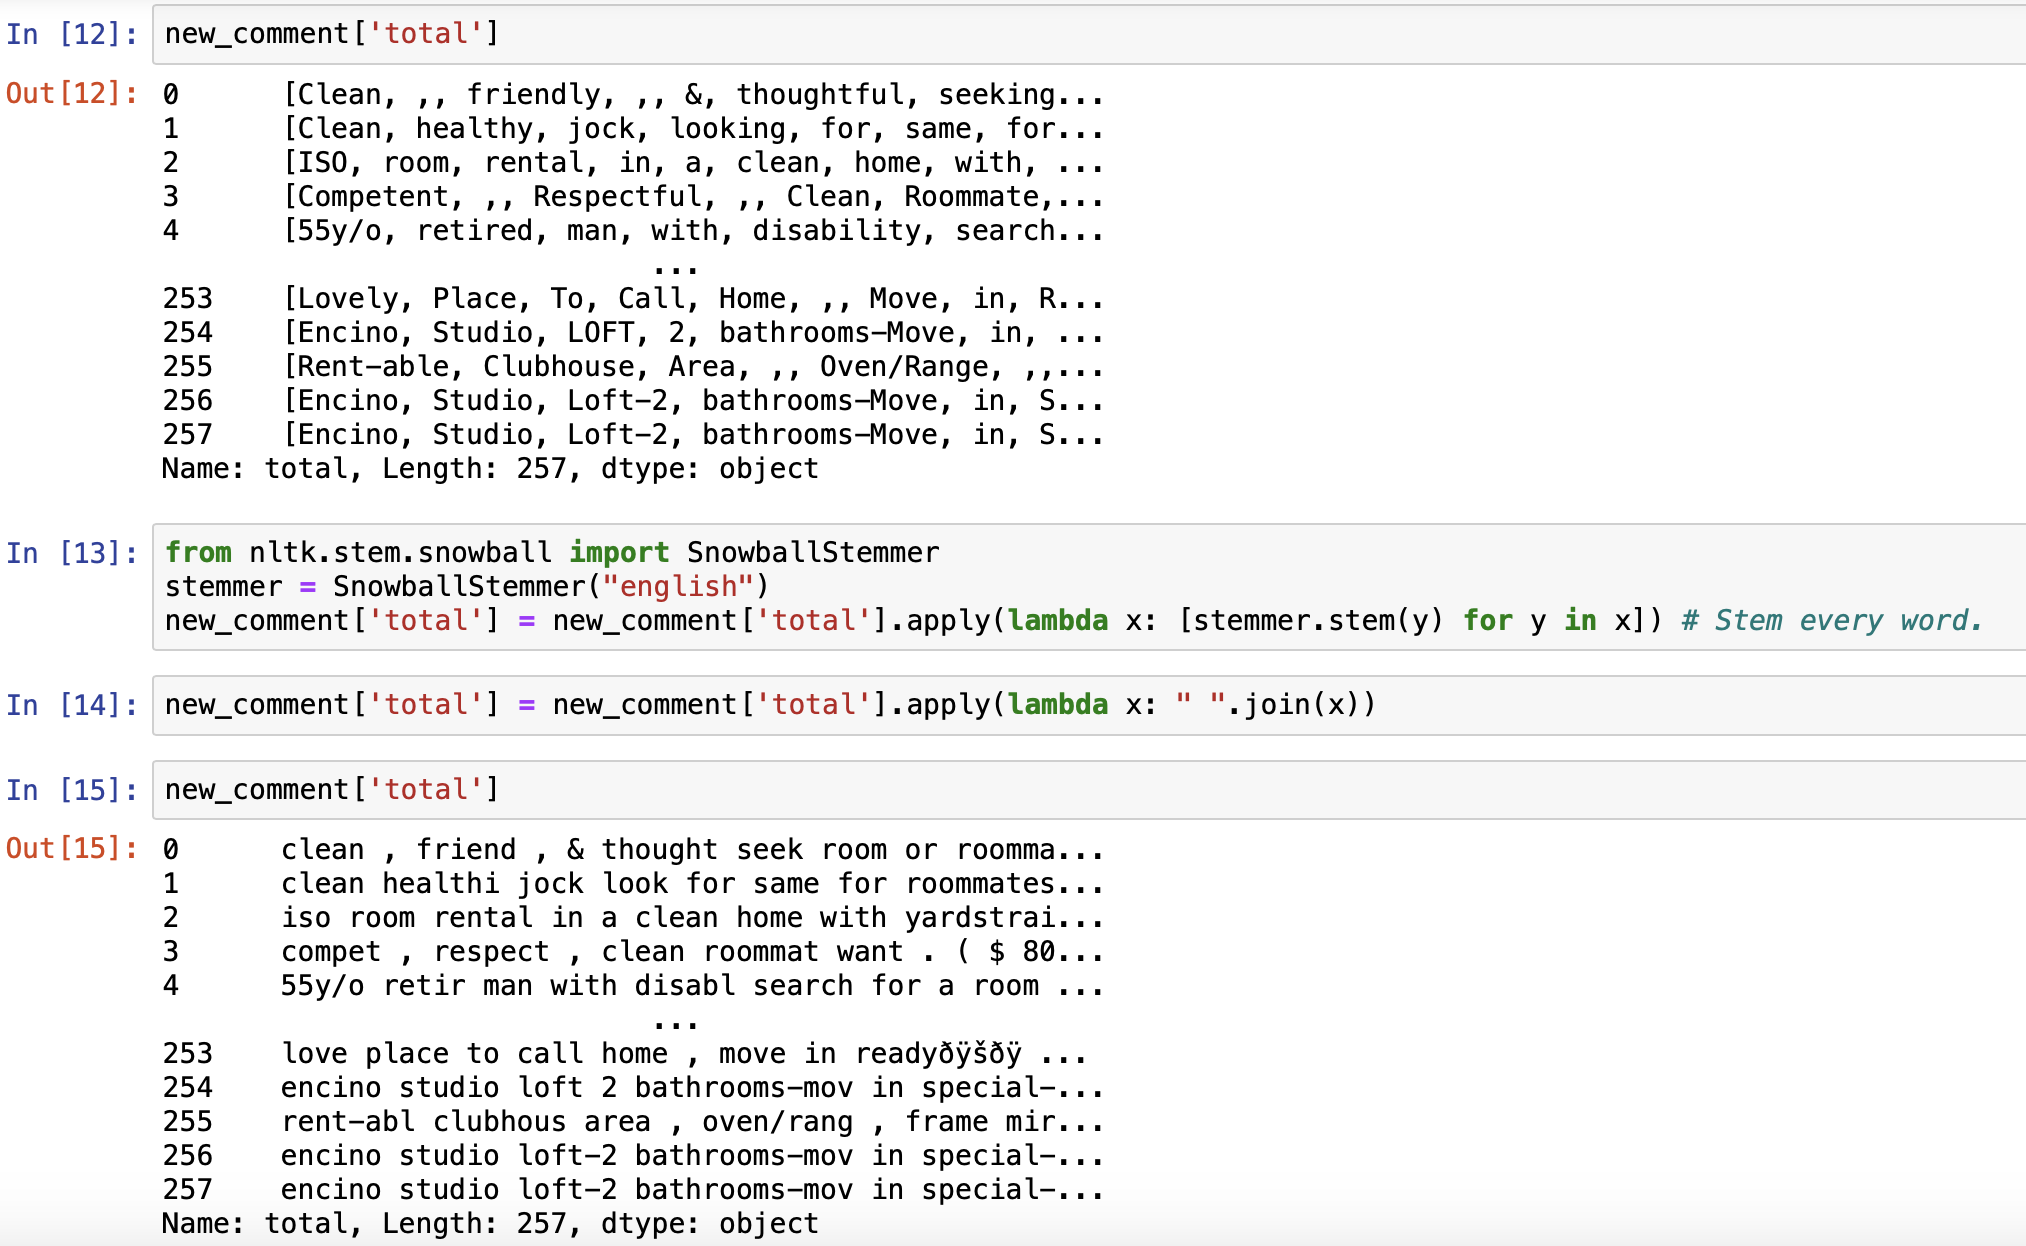 In [12]: new_comment['total']
Out[12]: 0      [Clean, ,, friendly, ,, &, thoughtful, seeking...
1      [Clean, healthy, jock, looking, for, same, for...
2      [ISO, room, rental, in, a, clean, home, with, ...
3      [Competent, ,, Respectful, ,, Clean, Roommate,...
4      [55y/o, retired, man, with, disability, search...
...
253    [Lovely, Place, To, Call, Home, ,, Move, in, R...
254    [Encino, Studio, LOFT, 2, bathrooms-Move, in, ...
255    [Rent-able, Clubhouse, Area, ,, Oven/Range, ,,...
256    [Encino, Studio, Loft-2, bathrooms-Move, in, S...
257    [Encino, Studio, Loft-2, bathrooms-Move, in, S...
Name: total, Length: 257, dtype: object
In [13]: from nltk.stem.snowball import SnowballStemmer
stemmer = SnowballStemmer("english")
new_comment['total'] = new_comment['total'].apply(lambda x: [stemmer.stem(y) for y in x]) # Stem every word.
In [14]: new_comment['total'] = new_comment['total'].apply(lambda x: " ".join(x))
In [15]: new_comment['total']
Out[15]: 0      clean , friend , & thought seek room or roomma...
1      clean healthi jock look for same for roommates...
2      iso room rental in a clean home with yardstrai...
3      compet , respect , clean roommat want . ( $ 80...
4      55y/o retir man with disabl search for a room ...
...
253    love place to call home , move in readyðÿšðÿ ...
254    encino studio loft 2 bathrooms-mov in special-...
255    rent-abl clubhous area , oven/rang , frame mir...
256    encino studio loft-2 bathrooms-mov in special-...
257    encino studio loft-2 bathrooms-mov in special-...
Name: total, Length: 257, dtype: object